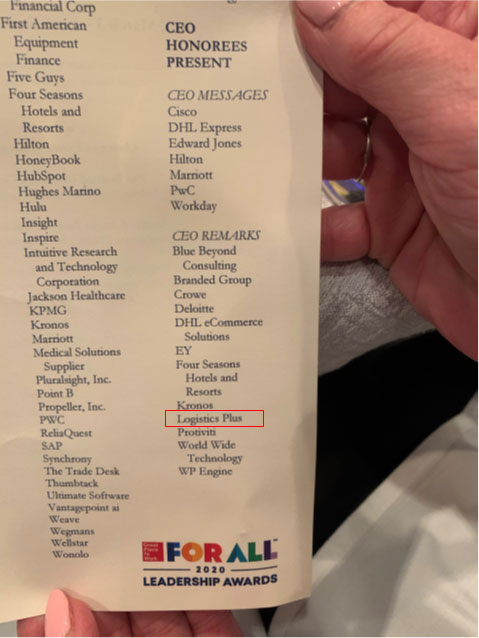 Financial Corp
First American
Equipment
Finance
Five Guys
Four Seasons
Hotels and
Resorts
Hilton
HoneyBook
HubSpot
Hughes Marino
Hulu
Insight
Inspire
Intuitive Research
and Technology
Corporation
Jackson Healthcare
KPMG
Kronos
Marriott
Medical Solutions
Supplier
Pluralsight, Inc.
Point B
Propeller, Inc.
PWC
ReliaQuest
SAP
Synchrony
The Trade Desk
Thumbtack
Ultimate Software
Vantagepoint ai
Weave
Wegmans
Wellstar
Wonolo
CEO
HONOREES
PRESENT
CEO MESSAGES
Cisco
DHL Express
Edward Jones
Hilton
Marriott
PwC
Workday
CEO REMARKS
Blue Beyond
Consulting
Branded Group
Crowe
Deloitte
DHL eCommerce
Solutions
EY
Four Seasons
Hotels and
Resorts
Kronos
Logistics Plus
Protiviti
World Wide
Technology
WP Engine
Great
Place
To
Work
FOR ALL
2020
LEADERSHIP AWARDS